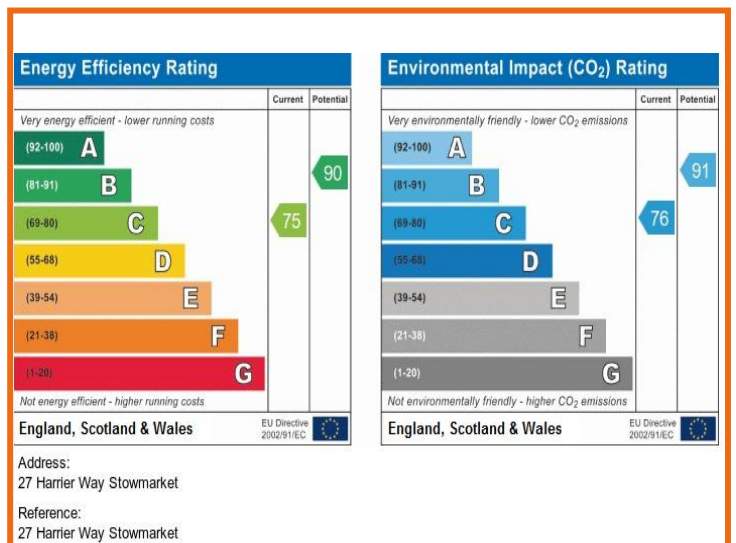 Energy Efficiency Rating
Current Potential
Very energy efficient - lower running costs
(92-100) A
(81-91) B
(69-80) C
(55-68) D
(39-54) E
(21-38) F
(1-20) G
90
75
Not energy efficient - higher running costs
England, Scotland & Wales
EU Directive
2002/91/EC
Environmental Impact (CO₂) Rating
Current Potential
Very environmentally friendly - lower CO₂ emissions
(92-100) A
(81-91) B
(69-80) C
(55-68) D
(39-54) E
(21-38) F
(1-20) G
91
76
Not environmentally friendly - higher CO₂ emissions
England, Scotland & Wales
EU Directive
2002/91/EC
Address:
27 Harrier Way Stowmarket
Reference:
27 Harrier Way Stowmarket